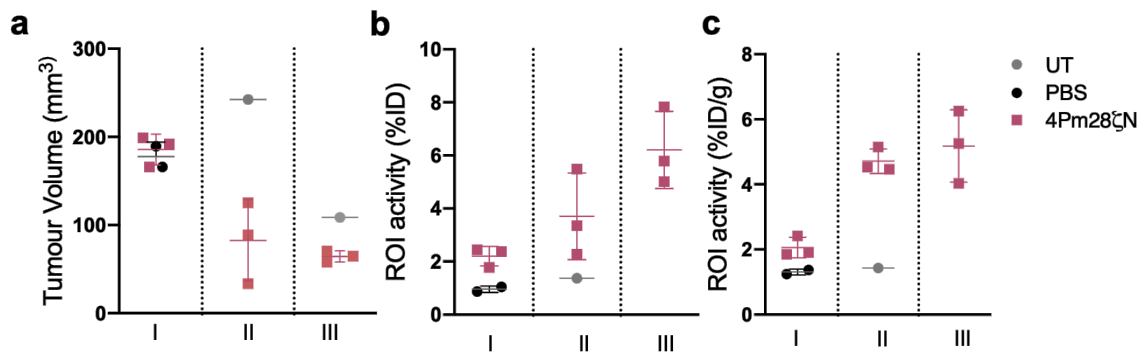 a
Tumour Volume (mm³)
300
200
100
0
I
II
III
b
ROI activity (%ID)
10
8
6
4
2
0
I
II
III
c
ROI activity (%ID/g)
8
6
4
2
0
I
II
III
UT
PBS
4Pm28ζN